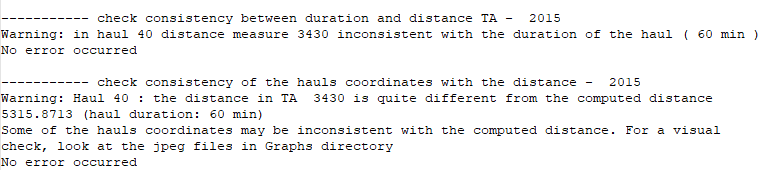 ----------- check consistency between duration and distance TA -  2015
Warning: in haul 40 distance measure 3430 inconsistent with the duration of the haul ( 60 min )
No error occurred

----------- check consistency of the hauls coordinates with the distance -  2015
Warning: Haul 40 : the distance in TA  3430 is quite different from the computed distance
5315.8713 (haul duration: 60 min)
Some of the hauls coordinates may be inconsistent with the computed distance. For a visual
check, look at the jpeg files in Graphs directory
No error occurred